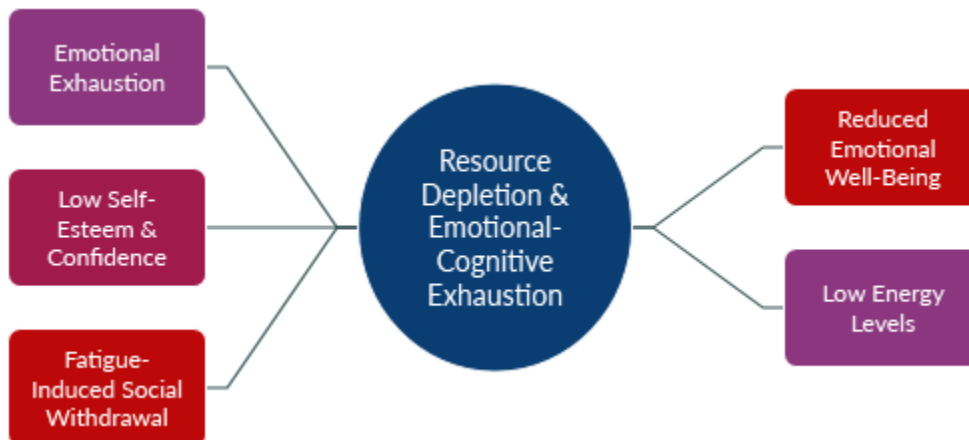 Emotional
Exhaustion
Low Self-
Esteem &
Confidence
Fatigue-
Induced Social
Withdrawal
Resource
Depletion &
Emotional-
Cognitive
Exhaustion
Reduced
Emotional
Well-Being
Low Energy
Levels